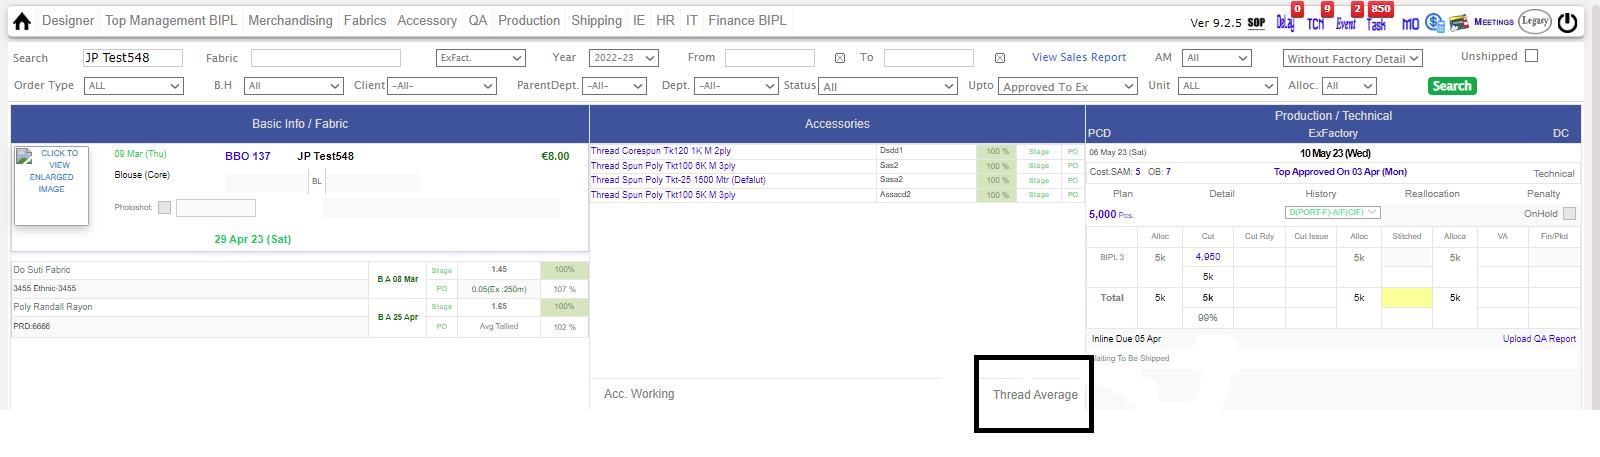 Designer Top Management BIPL Merchandising Fabrics Accessory QA Production Shipping IE HR IT Finance BIPL Ver 9.2.5 SOP Delay 0 TCN 9 Event 2 Task 850 MO MEETINGS Legacy
Search JP Test548 Fabric ExFact. Year 2022-23 From To View Sales Report AM All Without Factory Detail Unshipped
Order Type ALL B.H All Client -All- ParentDept. -All- Dept. -All- Status All Upto Approved To Ex Unit ALL Alloc. All Search
Basic Info / Fabric
CLICK TO VIEW ENLARGED IMAGE
09 Mar (Thu) BBO 137 JP Test548 €8.00
Blouse (Core) BL
Photoshot:
29 Apr 23 (Sat)
Do Suti Fabric B A 08 Mar Stage 1.45 100%
3455 Ethnic-3455 PO 0.05(Ex :250m) 107 %
Poly Randall Rayon B A 25 Apr Stage 1.65 100%
PRD:6666 PO Avg Tallied 102 %
Accessories
Thread Corespun Tk120 1K M 2ply Dsdd1 100 % Stage PO
Thread Spun Poly Tkt100 6K M 3ply Sas2 100 % Stage PO
Thread Spun Poly Tkt-25 1500 Mtr (Defalut) Sasa2 100 % Stage PO
Thread Spun Poly Tkt100 5K M 3ply Assacd2 100 % Stage PO
Acc. Working Thread Average
Production / Technical
PCD ExFactory DC
06 May 23 (Sat) 10 May 23 (Wed)
Cost.SAM: 5 OB: 7 Top Approved On 03 Apr (Mon) Technical
Plan Detail History Reallocation Penalty
5,000 Pcs. D(PORT-F)-A/F(CIF) OnHold
Alloc Cut Cut Rdy Cut Issue Alloc Stitched Alloca VA Fin/Pkd
BIPL 3 5k 4,950 5k 5k
5k
Total 5k 5k 5k 5k
99%
Inline Due 05 Apr Upload QA Report
To Be Shipped